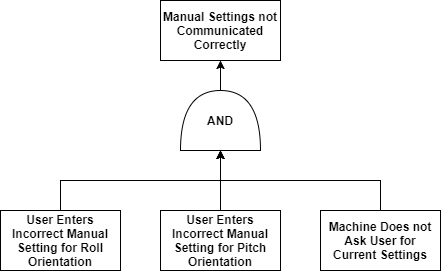 Manual Settings not
Communicated
Correctly
AND
User Enters
Incorrect Manual
Setting for Roll
Orientation
User Enters
Incorrect Manual
Setting for Pitch
Orientation
Machine Does not
Ask User for
Current Settings